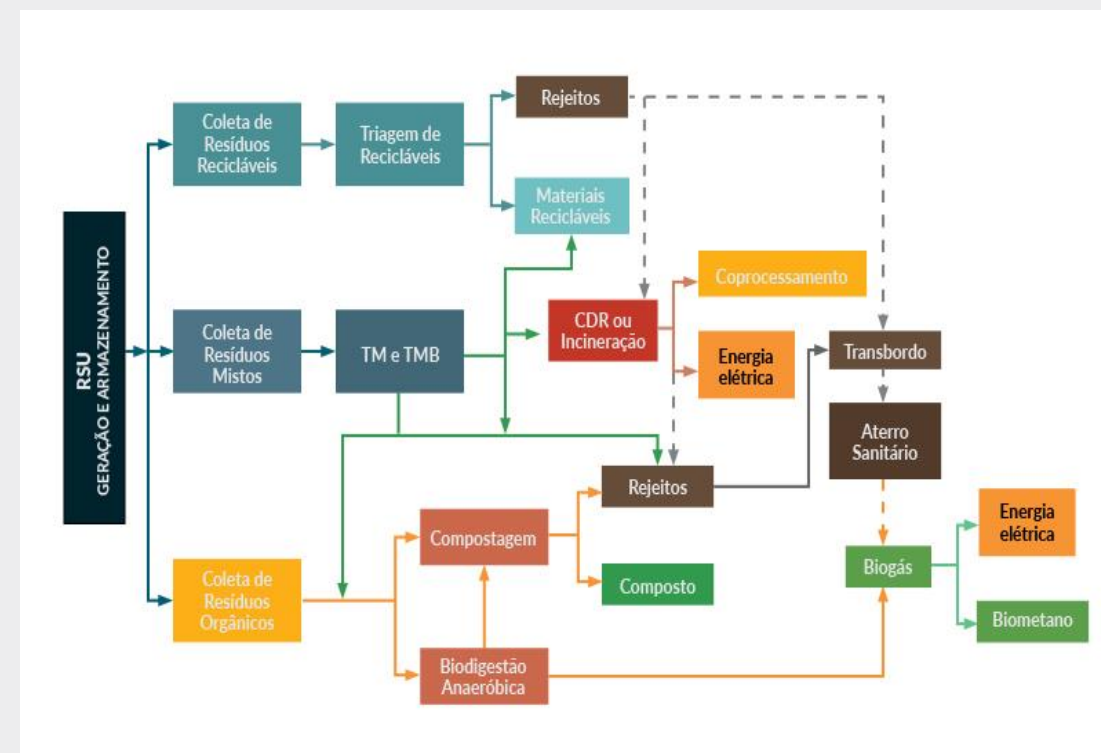 RSU
GERAÇÃO E ARMAZENAMENTO
Coleta de
Resíduos
Recicláveis
Triagem de
Recicláveis
Rejeitos
Materiais
Recicláveis
Coleta de
Resíduos
Mistos
TM e TMB
CDR ou
Incineração
Coprocessamento
Energia
elétrica
Transbordo
Aterro
Sanitário
Rejeitos
Compostagem
Composto
Coleta de
Resíduos
Orgânicos
Biodigestão
Anaeróbica
Biogás
Energia
elétrica
Biometano